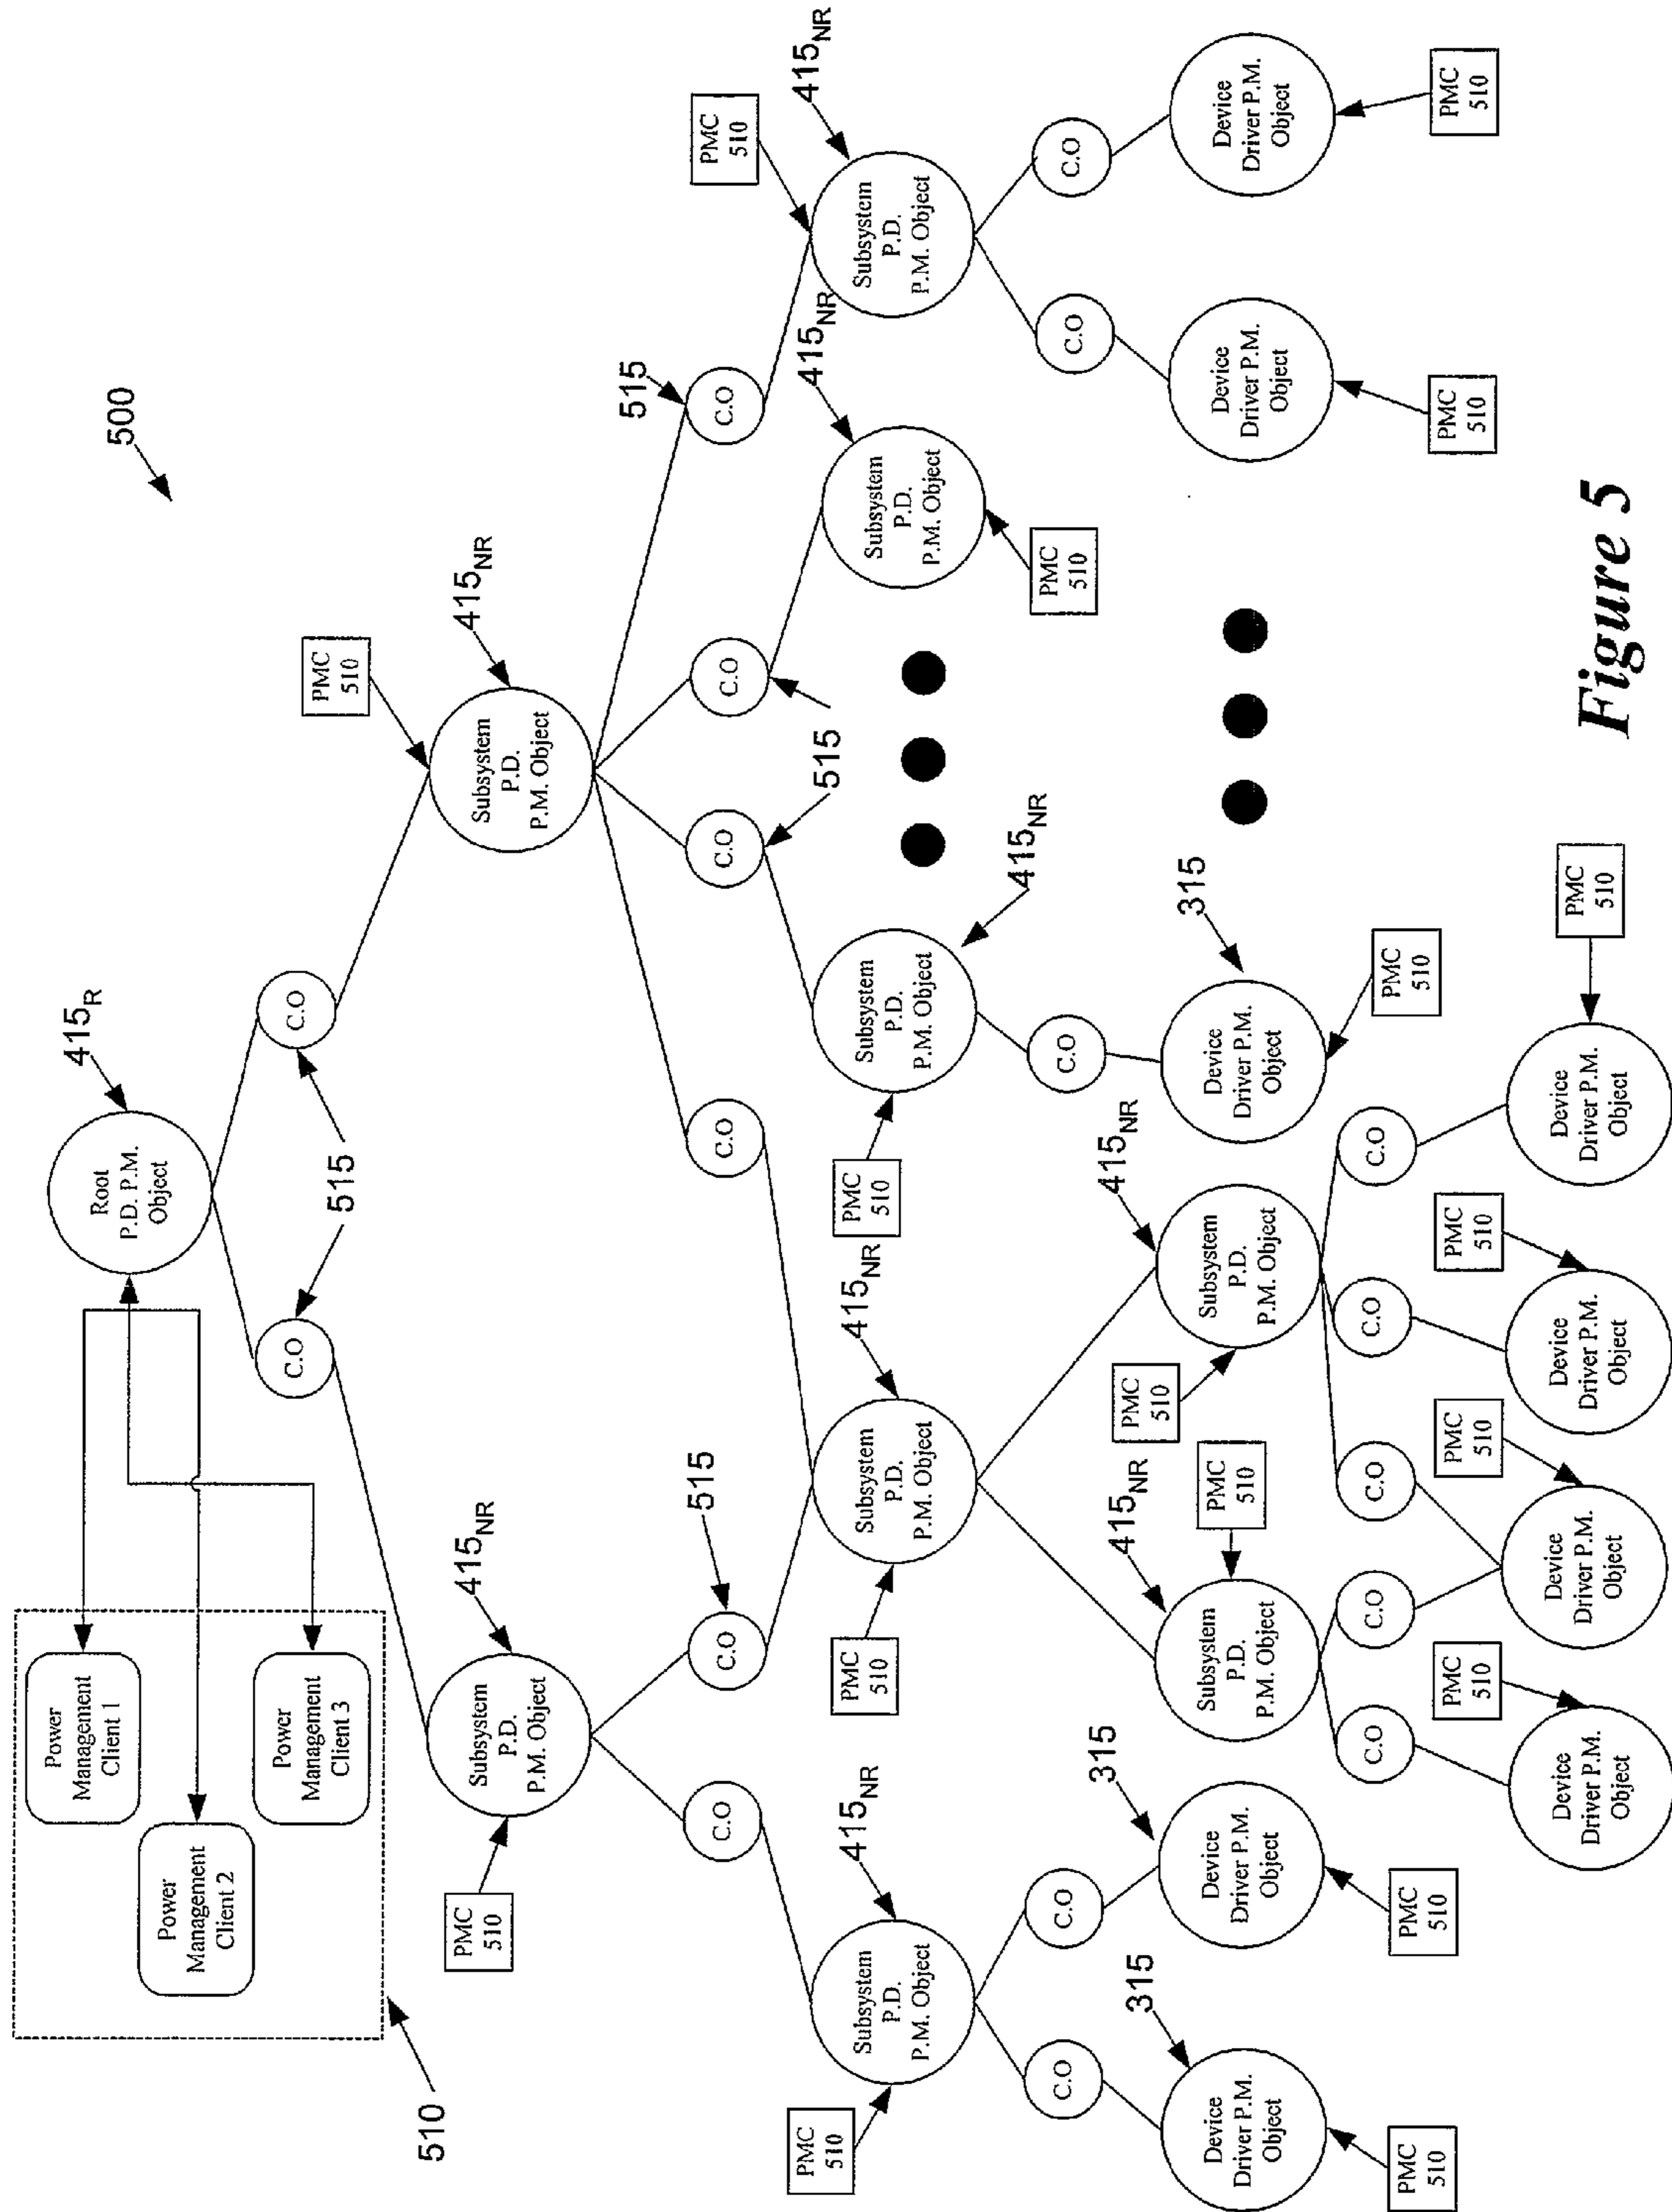 500
510
Power
Management
Client 1
Power
Management
Client 2
Power
Management
Client 3
Root
P.D. P.M.
Object
415R
C.O
515
C.O
PMC
510
Subsystem
P.D.
P.M. Object
415NR
PMC
510
Subsystem
P.D.
P.M. Object
415NR
C.O
C.O
515
C.O
C.O
515
C.O
C.O
515
PMC
510
Subsystem
P.D.
P.M. Object
415NR
PMC
510
Subsystem
P.D.
P.M. Object
415NR
PMC
510
Subsystem
P.D.
P.M. Object
415NR
PMC
510
Subsystem
P.D.
P.M. Object
415NR
PMC
510
Subsystem
P.D.
P.M. Object
415NR
C.O
C.O
C.O
C.O
C.O
315
Device
Driver P.M.
Object
PMC
510
315
Device
Driver P.M.
Object
PMC
510
PMC
510
Subsystem
P.D.
P.M. Object
415NR
PMC
510
Subsystem
P.D.
P.M. Object
415NR
315
Device
Driver P.M.
Object
PMC
510
Device
Driver P.M.
Object
PMC
510
Device
Driver P.M.
Object
PMC
510
C.O
C.O
C.O
C.O
C.O
PMC
510
Device
Driver P.M.
Object
PMC
510
Device
Driver P.M.
Object
PMC
510
Device
Driver P.M.
Object
PMC
510
Device
Driver P.M.
Object
Figure 5